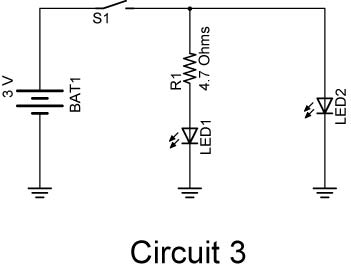 S1
3 V
BAT1
R1
4.7 Ohms
LED1
LED2
Circuit 3